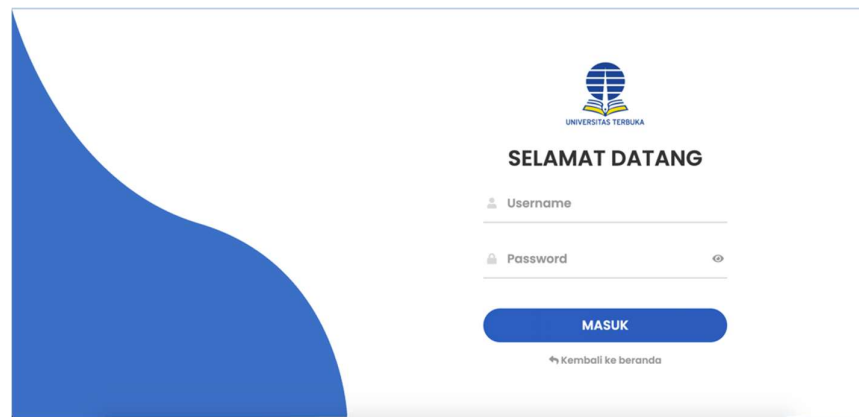 UNIVERSITAS TERBUKA
SELAMAT DATANG
Username
Password
MASUK
Kembali ke beranda